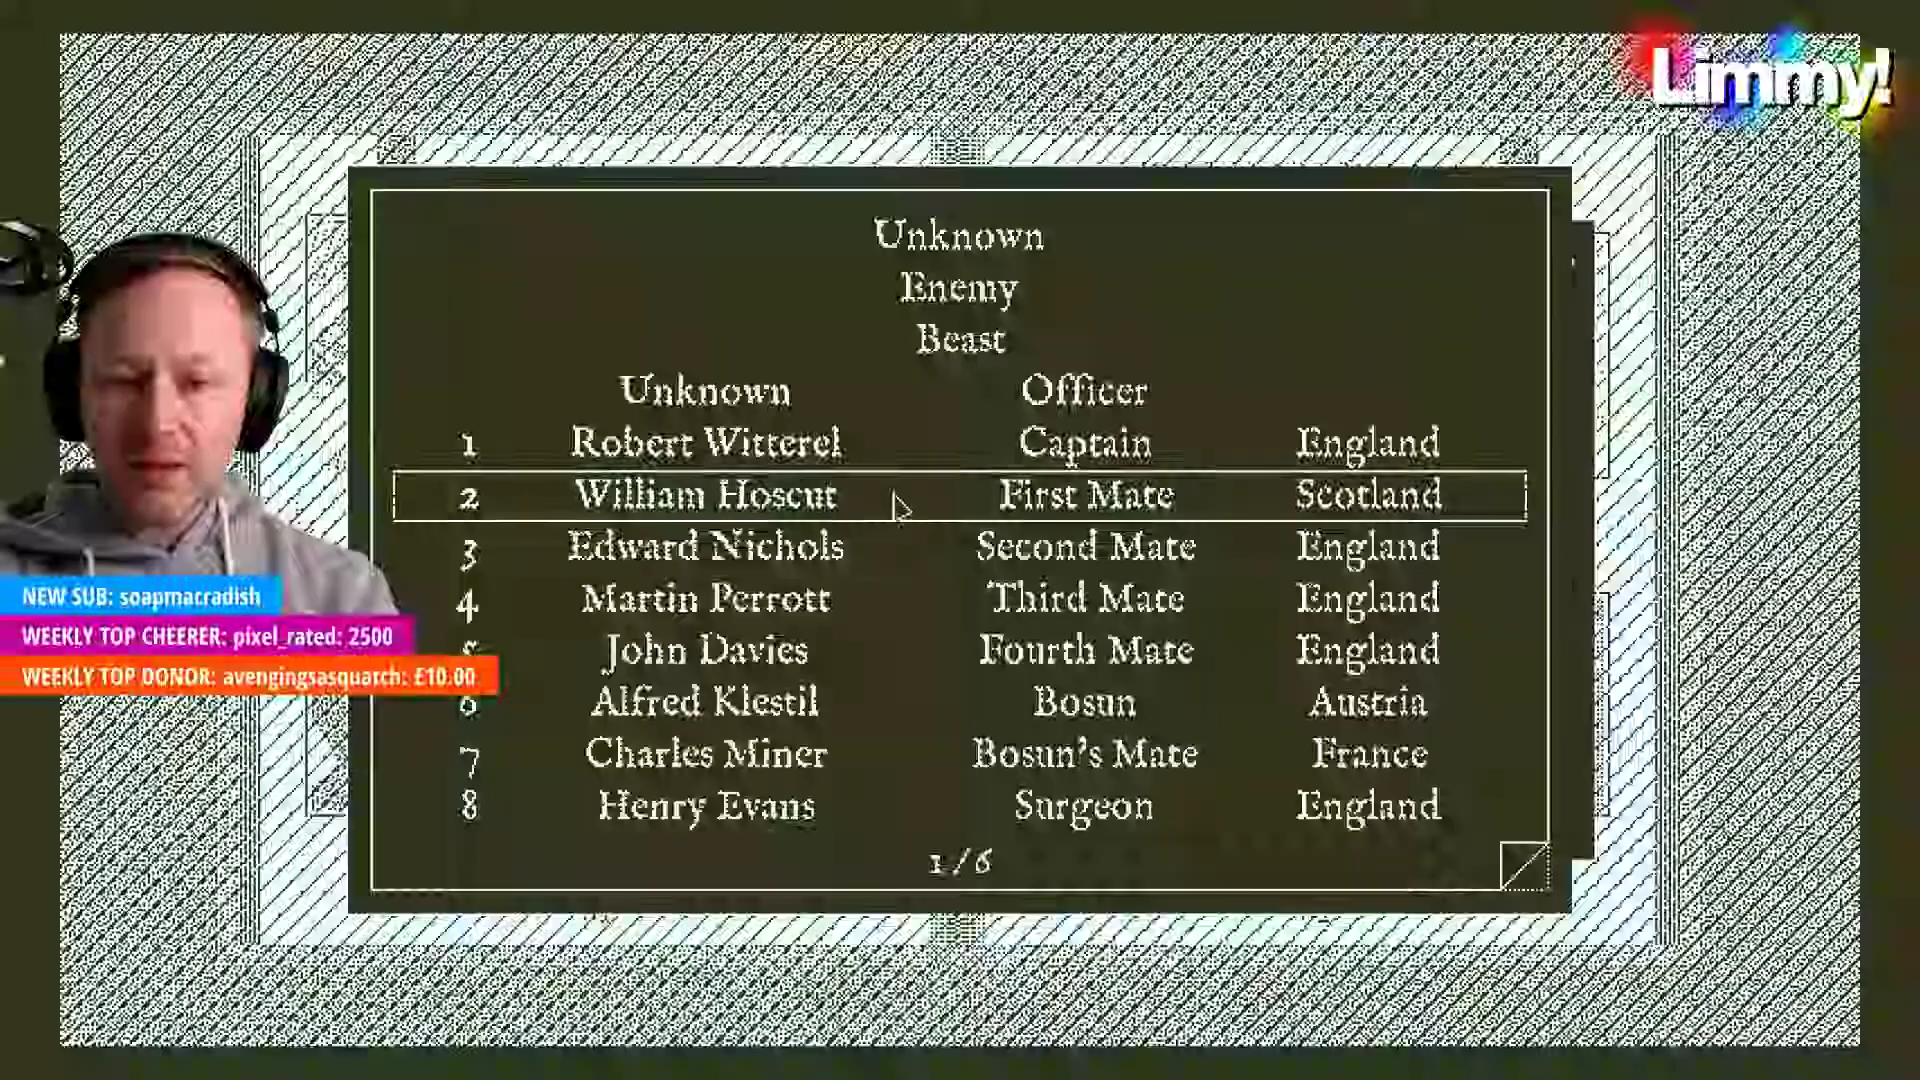 Limmy!
Unknown
Enemy
Beast
Unknown Officer
1 Robert Witterel Captain England
2 William Hoscut First Mate Scotland
3 Edward Nichols Second Mate England
4 Martin Perrott Third Mate England
John Davies Fourth Mate England
Alfred Klestil Bosun Austria
7 Charles Miner Bosun's Mate France
8 Henry Evans Surgeon England
1/6
NEW SUB: soapmacradish
WEEKLY TOP CHEERER: pixel_rated: 2500
WEEKLY TOP DONOR: avengingsasquatch: £10.00